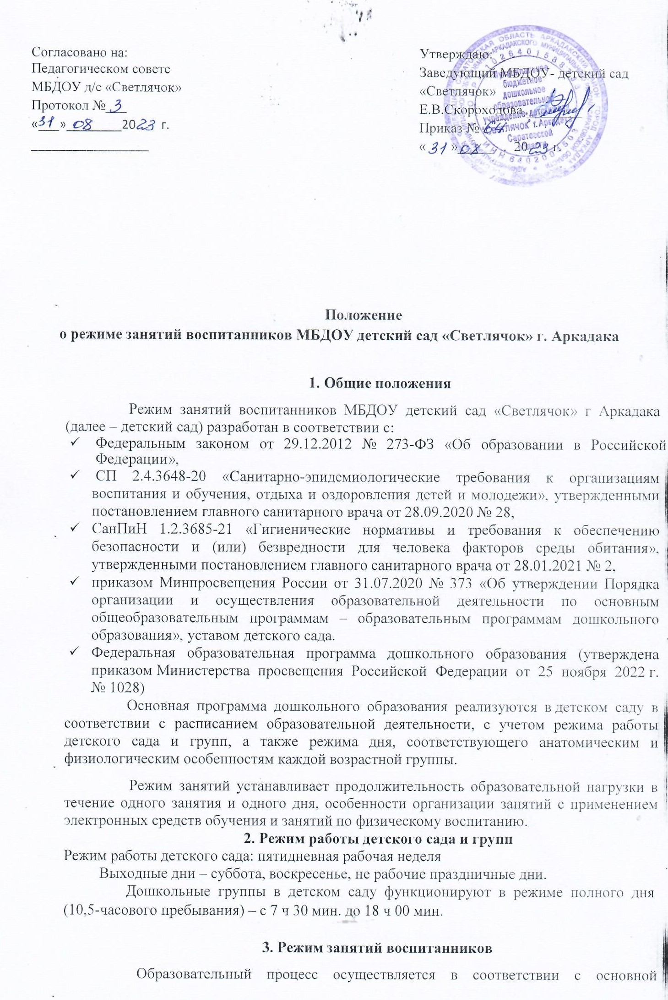 Согласовано на:
Педагогическом совете
МБДОУ д/с «Светлячок»
Протокол № 3
«31» 08 2023 г.
Утверждаю:
Заведующий МБДОУ- детский сад
«Светлячок»
Е.В.Скороходова
Приказ № 64
«31» 08. 2023 г.
бюджетное
дошкольное
образовательное
учреждение-детский сад
"СВЕТЛЯЧОК" г. Аркадака
Саратовской
области
Положение
о режиме занятий воспитанников МБДОУ детский сад «Светлячок» г. Аркадака
1. Общие положения
Режим занятий воспитанников МБДОУ детский сад «Светлячок» г Аркадака
(далее – детский сад) разработан в соответствии с:
✓ Федеральным законом от 29.12.2012 № 273-ФЗ «Об образовании в Российской
Федерации»,
✓ СП 2.4.3648-20 «Санитарно-эпидемиологические требования к организациям
воспитания и обучения, отдыха и оздоровления детей и молодежи», утвержденными
постановлением главного санитарного врача от 28.09.2020 № 28,
✓ СанПиН 1.2.3685-21 «Гигиенические нормативы и требования к обеспечению
безопасности и (или) безвредности для человека факторов среды обитания»,
утвержденными постановлением главного санитарного врача от 28.01.2021 № 2,
✓ приказом Минпросвещения России от 31.07.2020 № 373 «Об утверждении Порядка
организации и осуществления образовательной деятельности по основным
общеобразовательным программам – образовательным программам дошкольного
образования», уставом детского сада.
✓ Федеральная образовательная программа дошкольного образования (утверждена
приказом Министерства просвещения Российской Федерации от 25 ноября 2022 г.
№ 1028)
Основная программа дошкольного образования реализуются в детском саду в
соответствии с расписанием образовательной деятельности, с учетом режима работы
детского сада и групп, а также режима дня, соответствующего анатомическим и
физиологическим особенностям каждой возрастной группы.
Режим занятий устанавливает продолжительность образовательной нагрузки в
течение одного занятия и одного дня, особенности организации занятий с применением
электронных средств обучения и занятий по физическому воспитанию.
2. Режим работы детского сада и групп
Режим работы детского сада: пятидневная рабочая неделя
Выходные дни – суббота, воскресенье, не рабочие праздничные дни.
Дошкольные группы в детском саду функционируют в режиме полного дня
(10,5-часового пребывания) – с 7 ч 30 мин. до 18 ч 00 мин.
3. Режим занятий воспитанников
Образовательный процесс осуществляется в соответствии с основной